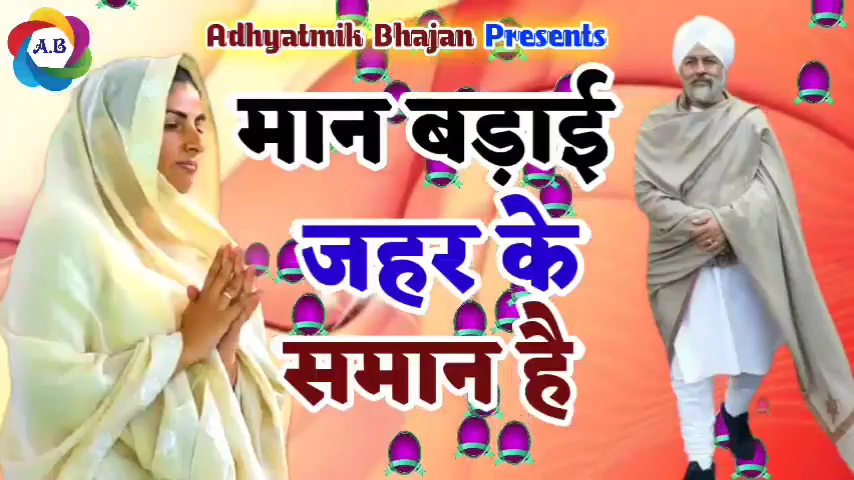 A.B
Adhyatmik Bhajan Presents
मान बड़ाई
जहर के
समान है